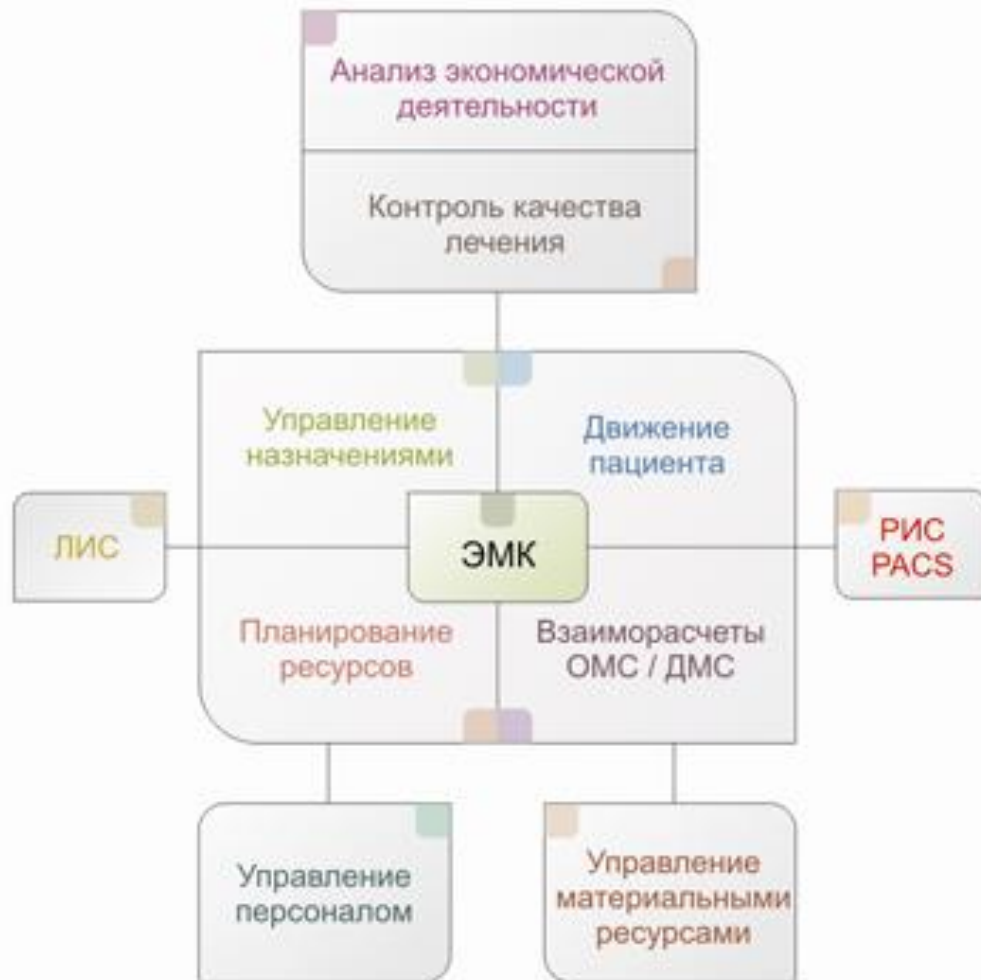 Анализ экономической
деятельности
Контроль качества
лечения
Управление
назначениями
Движение
пациента
ЛИС
ЭМК
РИС
PACS
Планирование
ресурсов
Взаиморасчеты
ОМС / ДМС
Управление
персоналом
Управление
материальными
ресурсами